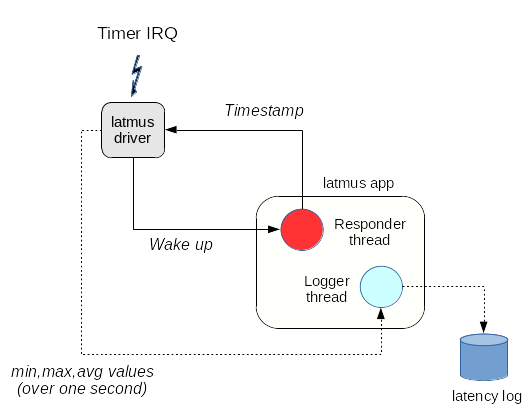 Timer IRQ
latmus
driver
Timestamp
latmus app
Responder
thread
Wake up
Logger
thread
min,max,avg values
(over one second)
latency log